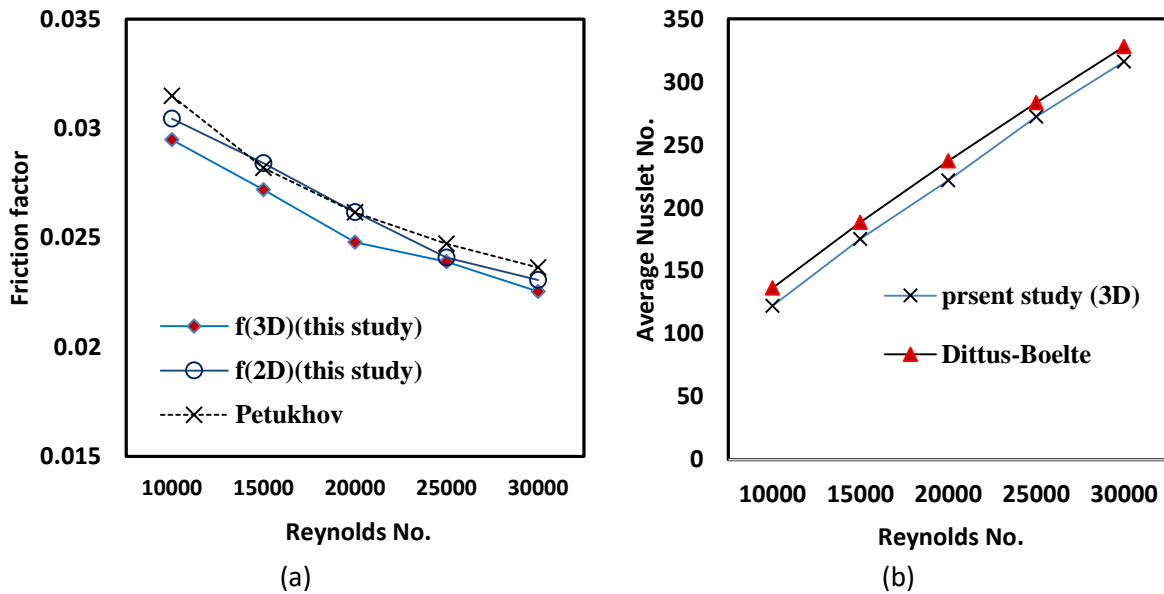 0.035
0.03
0.025
0.02
0.015
Friction factor
f(3D)(this study)
f(2D)(this study)
Petukhov
10000 15000 20000 25000 30000
Reynolds No.
(a)
350
300
250
200
150
100
50
0
Average Nusslet No.
prsent study (3D)
Dittus-Boelte
10000 15000 20000 25000 30000
Reynolds No.
(b)